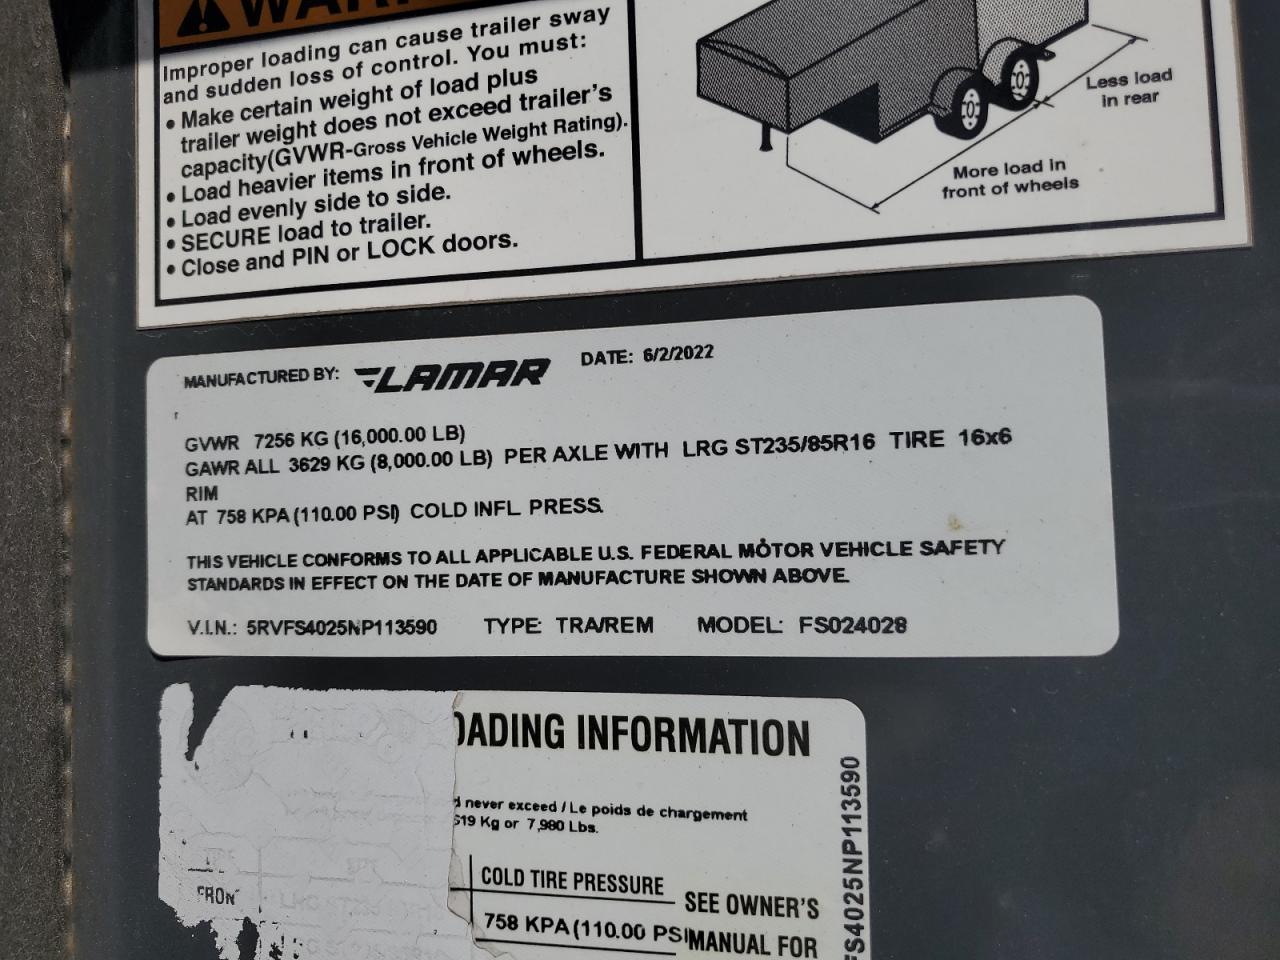 WARN
Improper loading can cause trailer sway
and sudden loss of control. You must:
• Make certain weight of load plus
trailer weight does not exceed trailer's
capacity(GVWR-Gross Vehicle Weight Rating).
• Load heavier items in front of wheels.
• Load evenly side to side.
• SECURE load to trailer.
• Close and PIN or LOCK doors.
Less load
in rear
More load in
front of wheels
MANUFACTURED BY: LAMAR DATE: 6/2/2022
GVWR 7256 KG (16,000.00 LB)
GAWR ALL 3629 KG (8,000.00 LB) PER AXLE WITH LRG ST235/85R16 TIRE 16x6
RIM
AT 758 KPA (110.00 PSI) COLD INFL PRESS.
THIS VEHICLE CONFORMS TO ALL APPLICABLE U.S. FEDERAL MOTOR VEHICLE SAFETY
STANDARDS IN EFFECT ON THE DATE OF MANUFACTURE SHOWN ABOVE.
V.I.N.: 5RVFS4025NP113590 TYPE: TRA/REM MODEL: FS024028
OADING INFORMATION
d never exceed / Le poids de chargement
619 Kg or 7,980 Lbs.
COLD TIRE PRESSURE
SEE OWNER'S
FRON
758 KPA (110.00 PSI
MANUAL FOR
FS4025NP113590